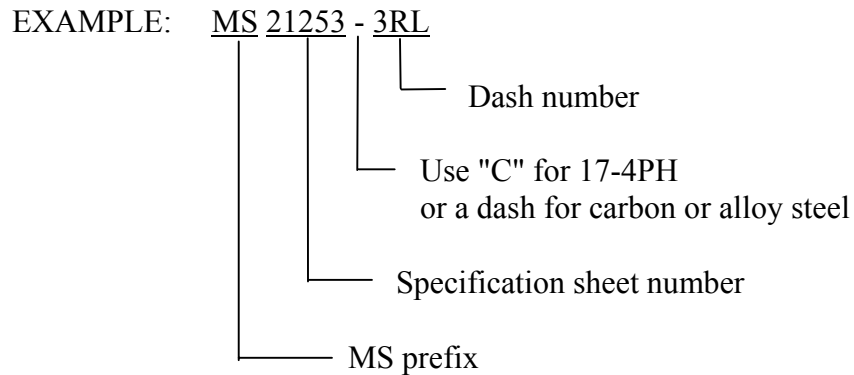 EXAMPLE: MS 21253 - 3RL
Dash number
Use "C" for 17-4PH
or a dash for carbon or alloy steel
Specification sheet number
MS prefix